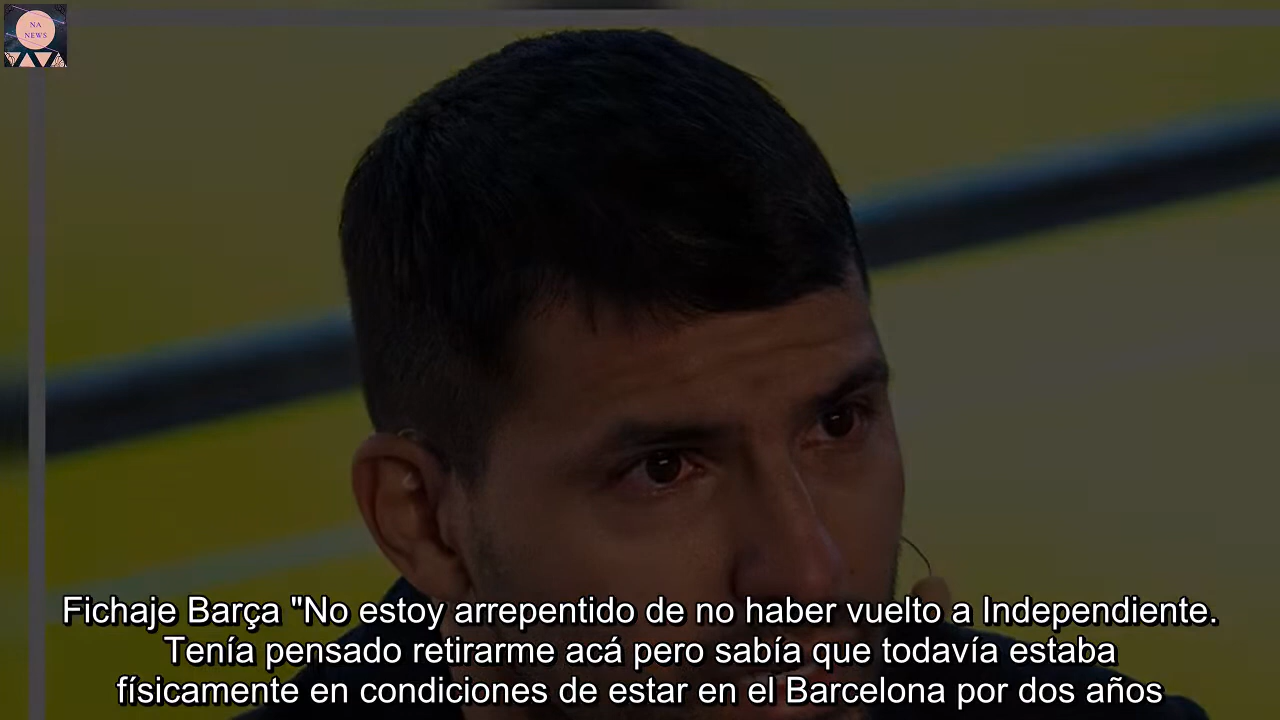 NA
NEWS
Fichaje Barça "No estoy arrepentido de no haber vuelto a Independiente.
Tenía pensado retirarme acá pero sabía que todavía estaba
físicamente en condiciones de estar en el Barcelona por dos años